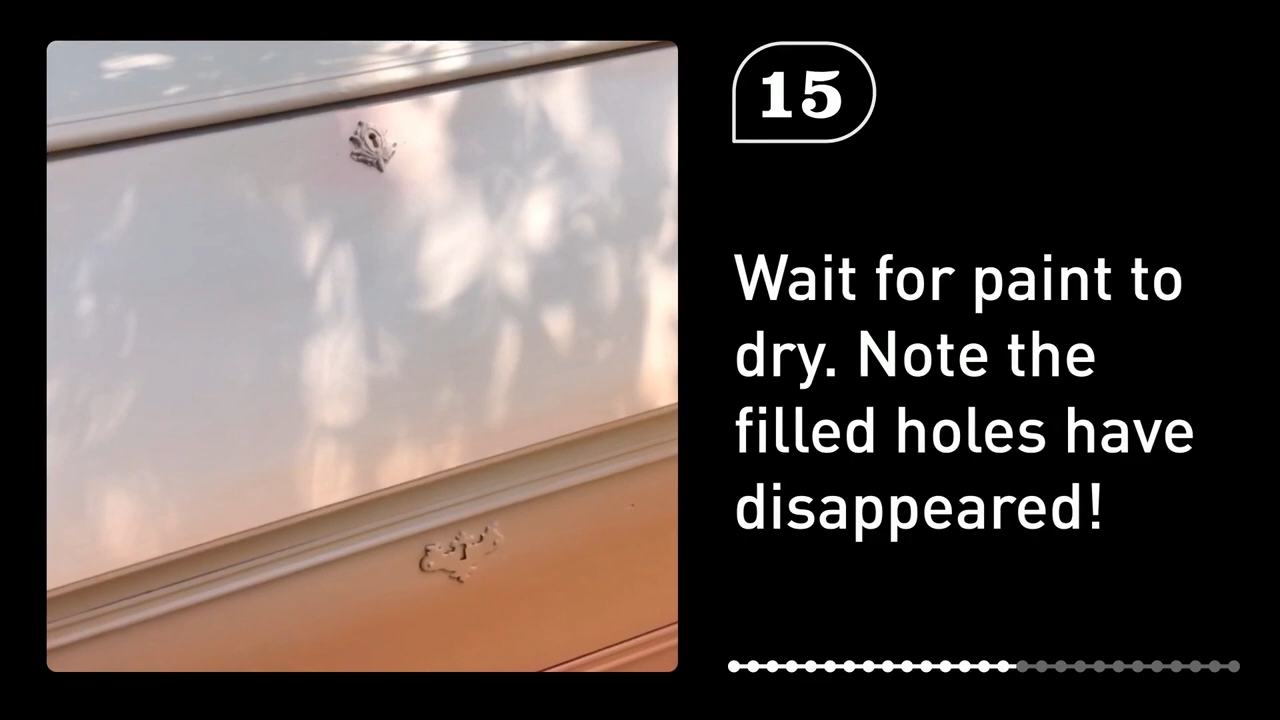 15
Wait for paint to
dry. Note the
filled holes have
disappeared!